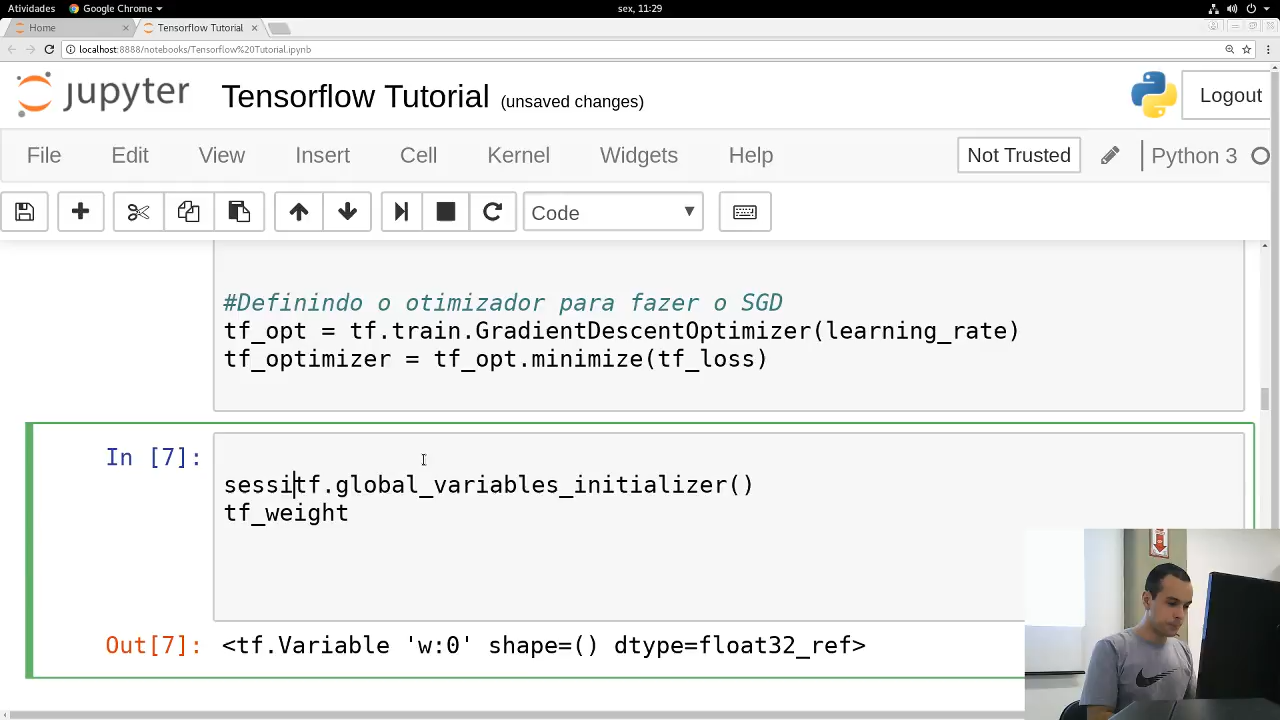 Atividades Google Chrome sex, 11:29
Home Tensorflow Tutorial
localhost:8888/notebooks/Tensorflow%20Tutorial.ipynb
jupyter Tensorflow Tutorial (unsaved changes) Logout
File Edit View Insert Cell Kernel Widgets Help Not Trusted Python 3
Code
#Definindo o otimizador para fazer o SGD
tf_opt = tf.train.GradientDescentOptimizer(learning_rate)
tf_optimizer = tf_opt.minimize(tf_loss)
In [7]:
sessitf.global_variables_initializer()
tf_weight
Out[7]: <tf.Variable 'w:0' shape=() dtype=float32_ref>